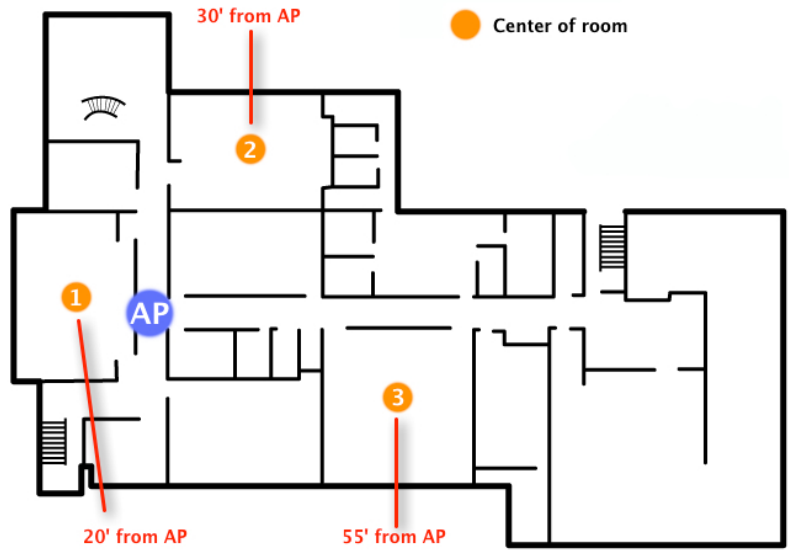 30' from AP
Center of room
2
1
AP
3
20' from AP
55' from AP